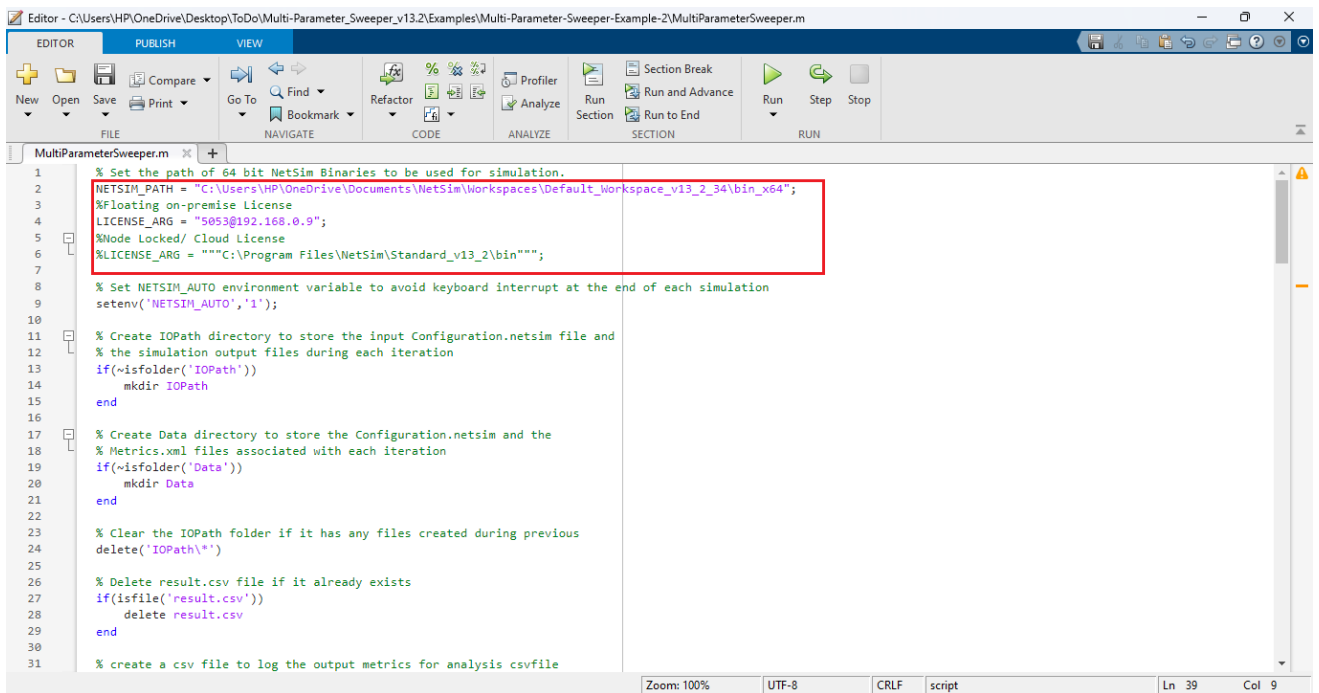 Editor - C:\Users\HP\OneDrive\Desktop\ToDo\Multi-Parameter_Sweeper_v13.2\Examples\Multi-Parameter-Sweeper-Example-2\MultiParameterSweeper.m
EDITOR PUBLISH VIEW
New Open Save Compare Print
Go To Find Bookmark
Refactor
Profiler Analyze
Run Section
Section Break
Run and Advance
Run to End
Run Step Stop
FILE NAVIGATE CODE ANALYZE SECTION RUN
MultiParameterSweeper.m
1 % Set the path of 64 bit NetSim Binaries to be used for simulation.
2 NETSIM_PATH = "C:\Users\HP\OneDrive\Documents\NetSim\Workspaces\Default_Workspace_v13_2_34\bin_x64";
3 %Floating on-premise License
4 LICENSE_ARG = "5053@192.168.0.9";
5 %Node Locked/ Cloud License
6 %LICENSE_ARG = """C:\Program Files\NetSim\Standard_v13_2\bin""";
7
8 % Set NETSIM_AUTO environment variable to avoid keyboard interrupt at the end of each simulation
9 setenv('NETSIM_AUTO','1');
10
11 % Create IOPath directory to store the input Configuration.netsim file and
12 % the simulation output files during each iteration
13 if(~isfolder('IOPath'))
14 mkdir IOPath
15 end
16
17 % Create Data directory to store the Configuration.netsim and the
18 % Metrics.xml files associated with each iteration
19 if(~isfolder('Data'))
20 mkdir Data
21 end
22
23 % Clear the IOPath folder if it has any files created during previous
24 delete('IOPath\*')
25
26 % Delete result.csv file if it already exists
27 if(isfile('result.csv'))
28 delete result.csv
29 end
30
31 % create a csv file to log the output metrics for analysis csvfile
Zoom: 100% UTF-8 CRLF script Ln 39 Col 9